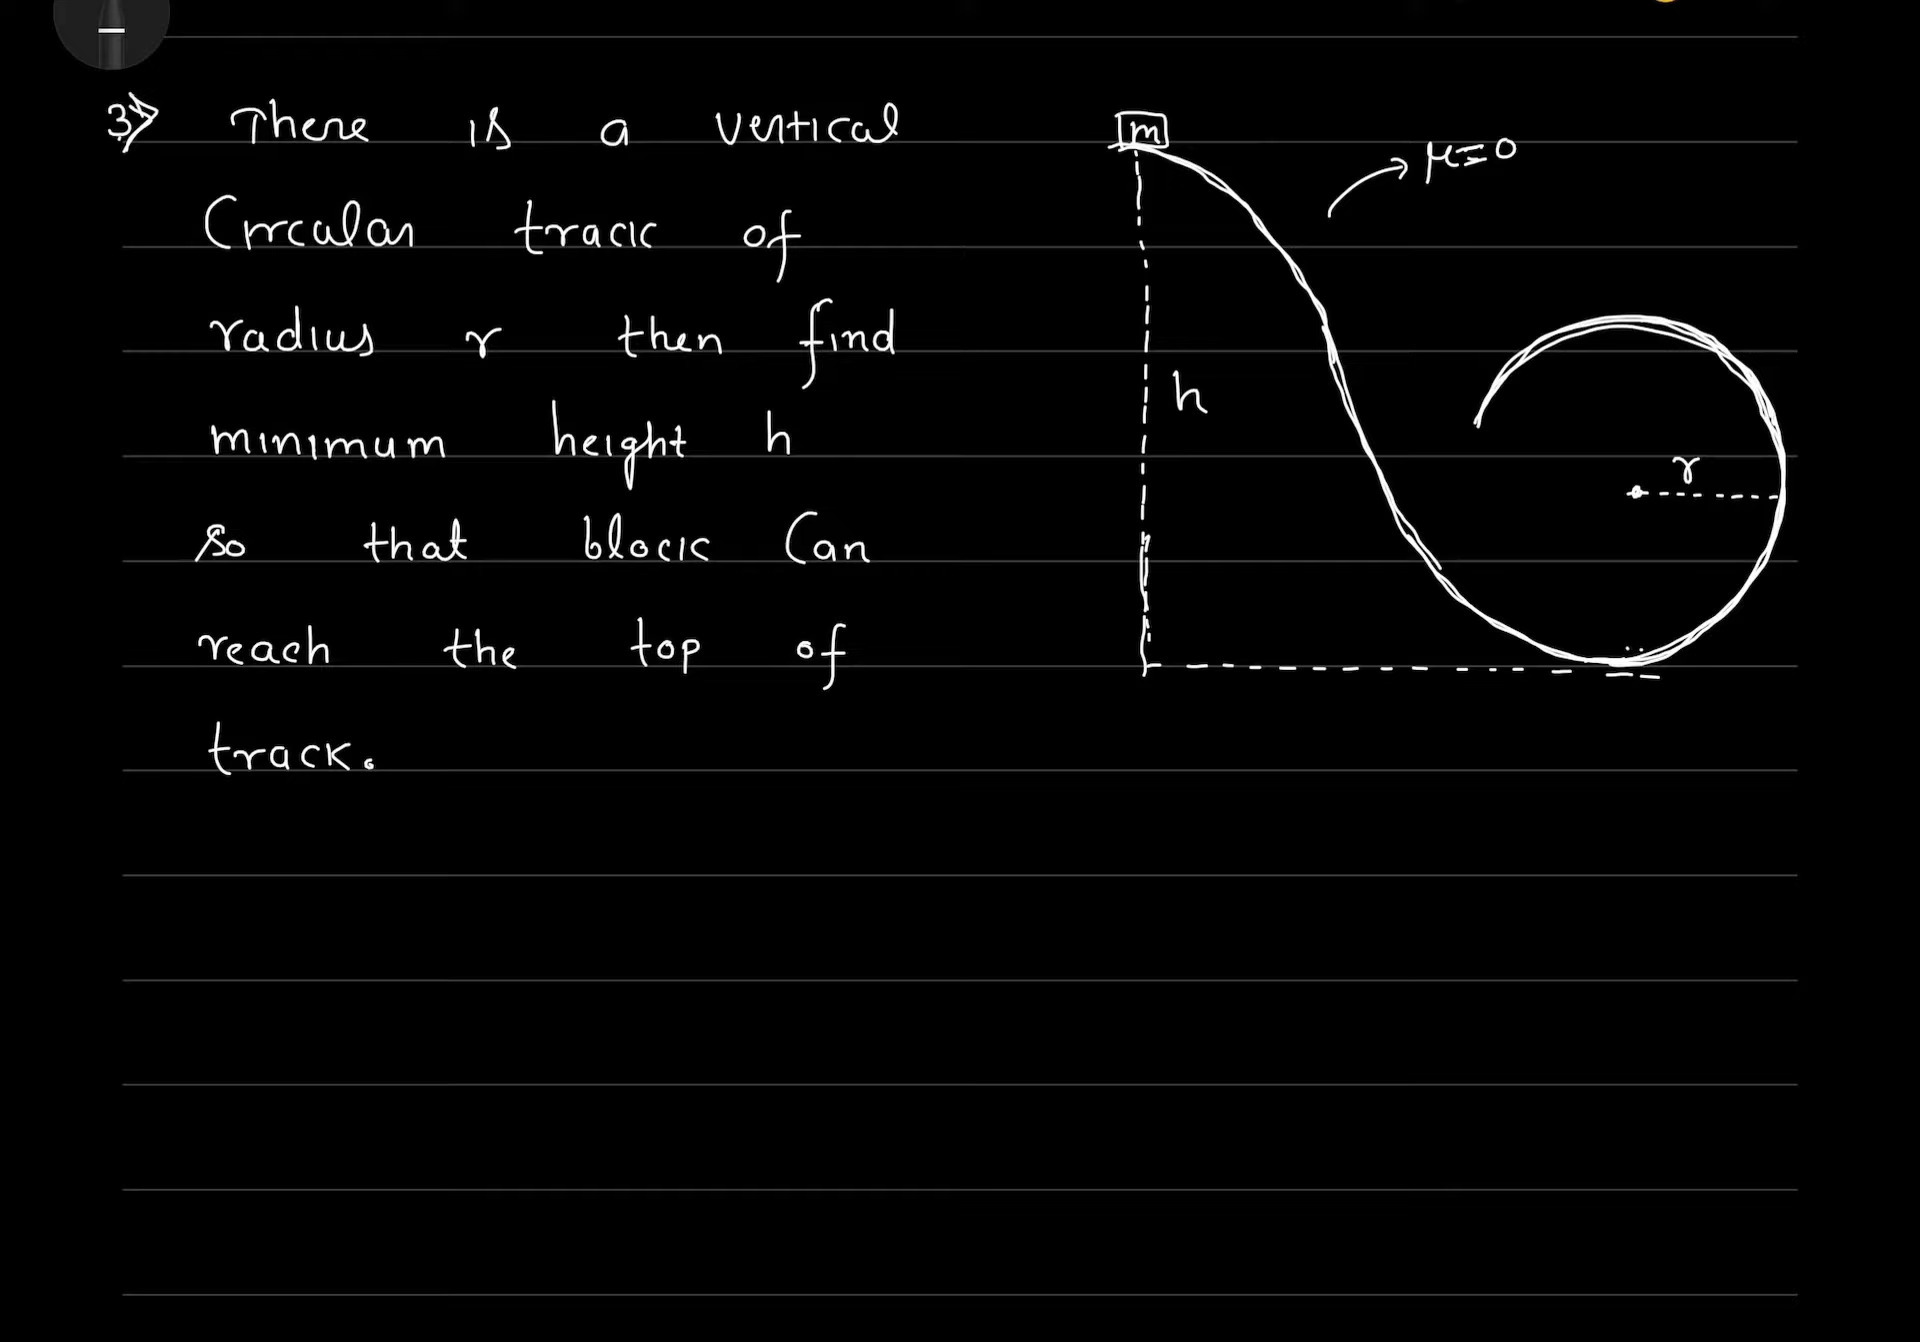 3) There is a vertical
Circular track of
radius r then find
minimum height h
so that block can
reach the top of
track.
m
μ=0
h
r